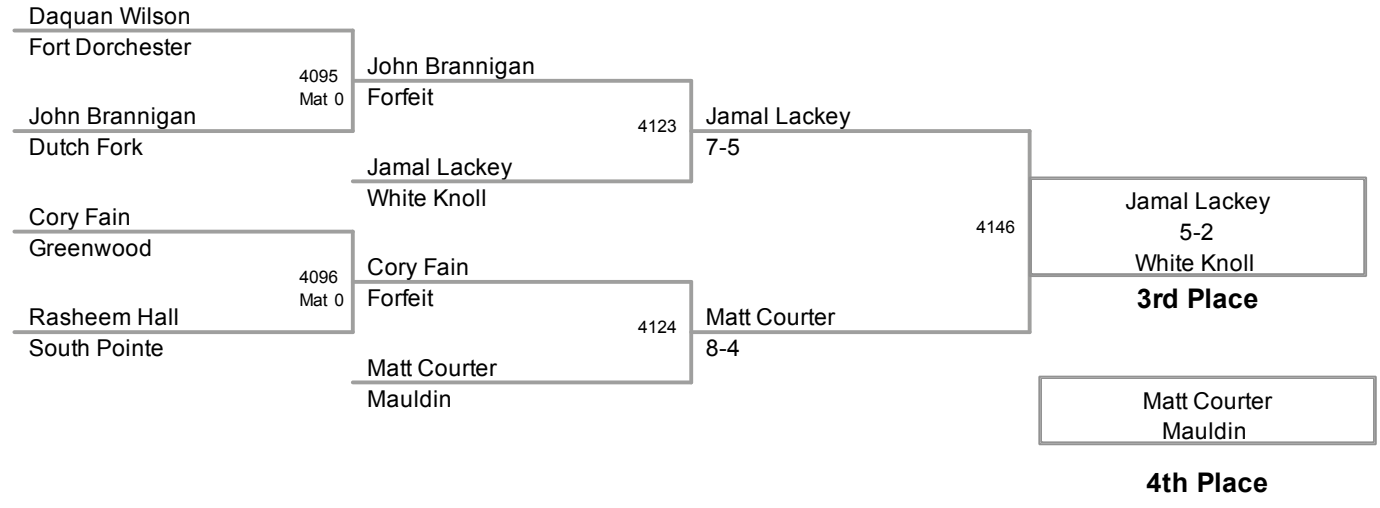 Daquan Wilson
Fort Dorchester
4095
Mat 0
John Brannigan
Dutch Fork
John Brannigan
Forfeit
4123
Jamal Lackey
White Knoll
Jamal Lackey
7-5
Cory Fain
Greenwood
4096
Mat 0
Rasheem Hall
South Pointe
Cory Fain
Forfeit
4124
Matt Courter
Mauldin
Matt Courter
8-4
4146
Jamal Lackey
5-2
White Knoll
3rd Place
Matt Courter
Mauldin
4th Place